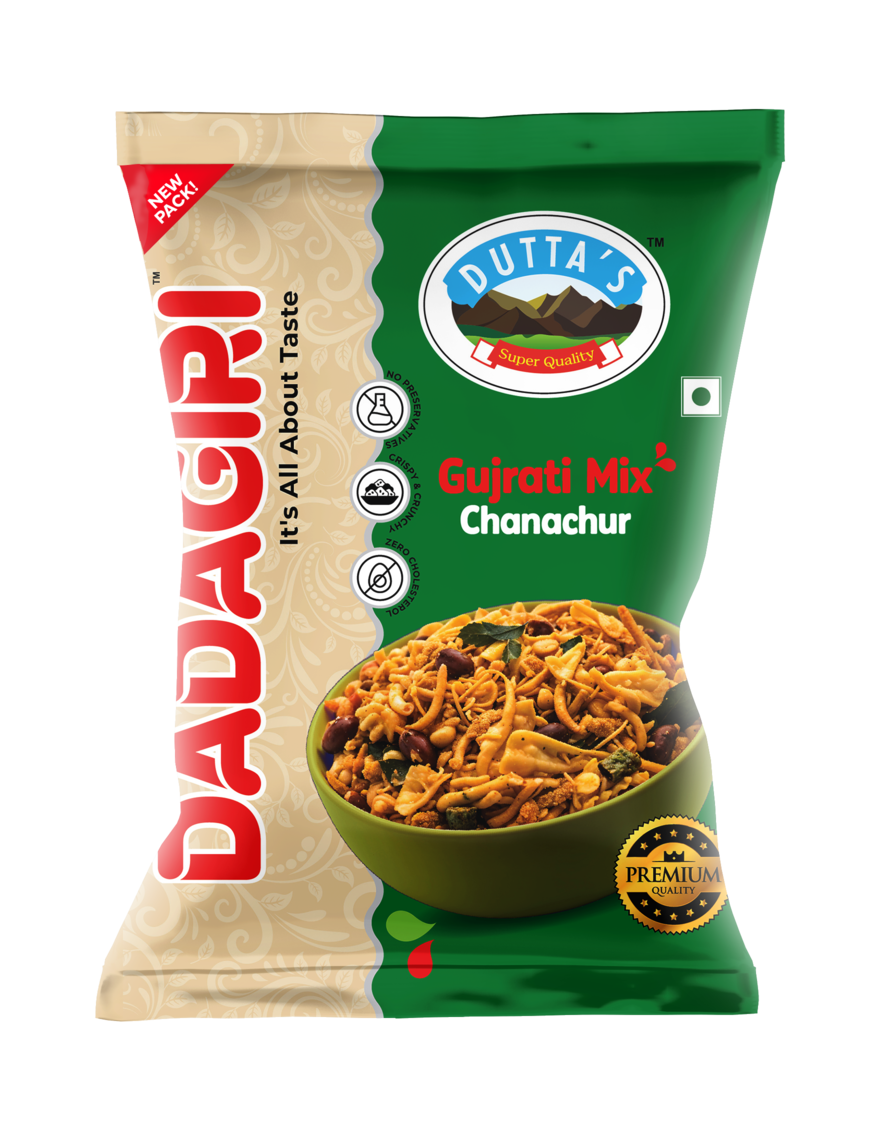 NEW
PACK!
DADAGIRI
TM
It's All About Taste
DUTTA'S
TM
Super Quality
NO PRESERVATIVES
CRISPY & CRUNCHY
ZERO CHOLESTEROL
Gujrati Mix
Chanachur
PREMIUM
QUALITY